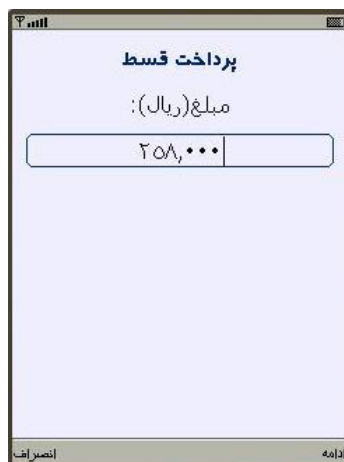 پرداخت قسط
مبلغ(ریال):
۲۵۸,۰۰۰
ادامه
انصراف